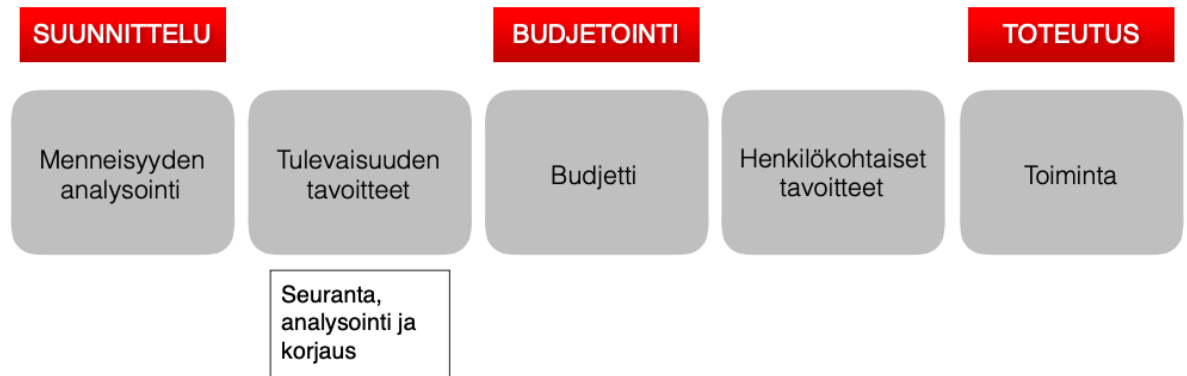 SUUNNITTELU
BUDJETOINTI
TOTEUTUS
Menneisyyden
analysointi
Tulevaisuuden
tavoitteet
Budjetti
Henkilökohtaiset
tavoitteet
Toiminta
Seuranta,
analysointi ja
korjaus